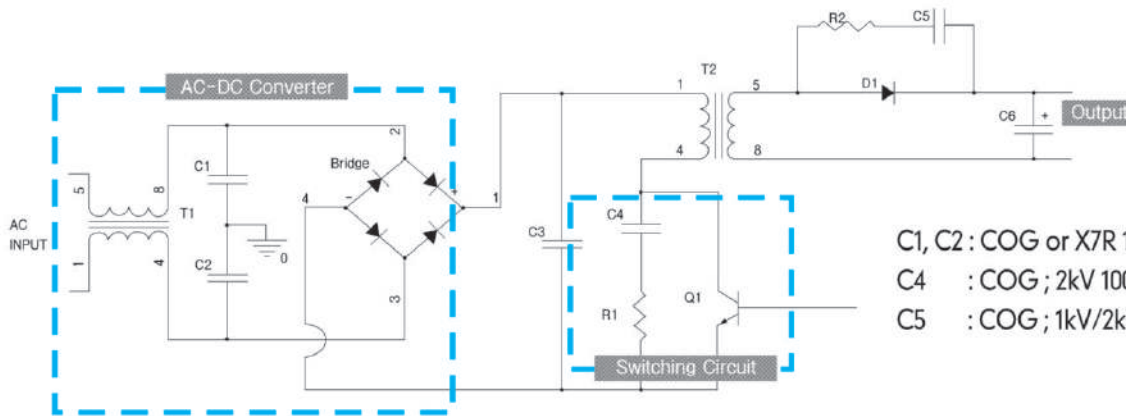 AC-DC Converter
Bridge
AC
INPUT
5
8
1
4
T1
C1
C2
0
2
4
-
+
1
3
C3
T2
1
4
5
8
R2
C5
D1
C6
+
Output
C4
R1
Q1
Switching Circuit
C1, C2 : COG or X7R 1
C4 : COG ; 2kV 100
C5 : COG ; 1kV/2k